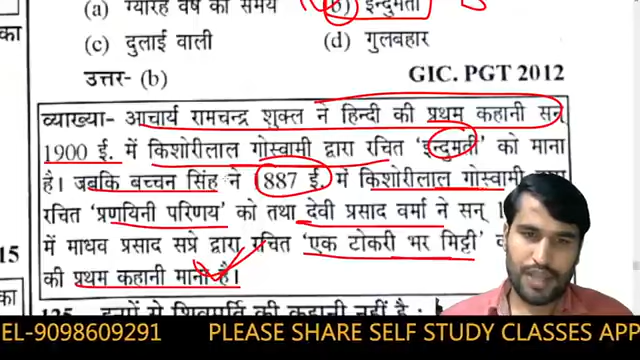 (a) ग्यारह वर्ष का समय (b) इन्दुमती
(c) दुलाई वाली (d) गुलबहार
उत्तर- (b) GIC. PGT 2012
व्याख्या- आचार्य रामचन्द्र शुक्ल ने हिन्दी की प्रथम कहानी सन्
1900 ई. में किशोरीलाल गोस्वामी द्वारा रचित 'इन्दुमती' को माना
है। जबकि बच्चन सिंह ने 1887 ई. में किशोरीलाल गोस्वामी
रचित 'प्रणयिनी परिणय' को तथा देवी प्रसाद वर्मा ने सन्
में माधव प्रसाद सप्रे द्वारा रचित 'एक टोकरी भर मिट्टी'
की प्रथम कहानी मानी है।
का
15
का
TEL-9098609291 PLEASE SHARE SELF STUDY CLASSES APP